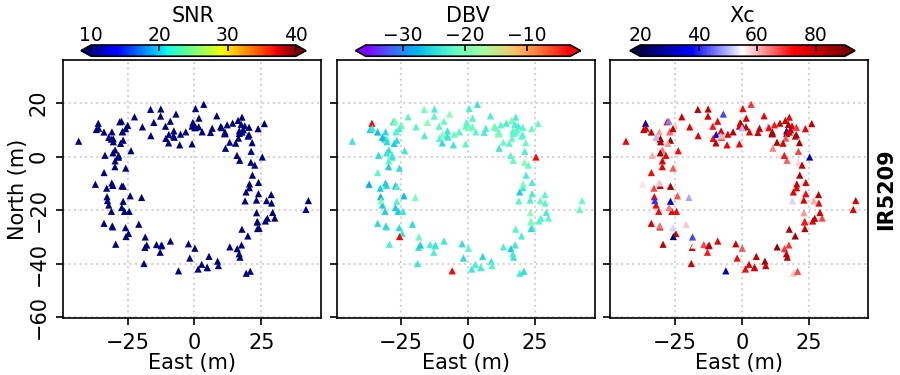 SNR DBV Xc
10 20 30 40 −30 −20 −10 20 40 60 80
20
0
−20
−40
−60
North (m)
−25 0 25 −25 0 25 −25 0 25
East (m) East (m) East (m)
IR5209